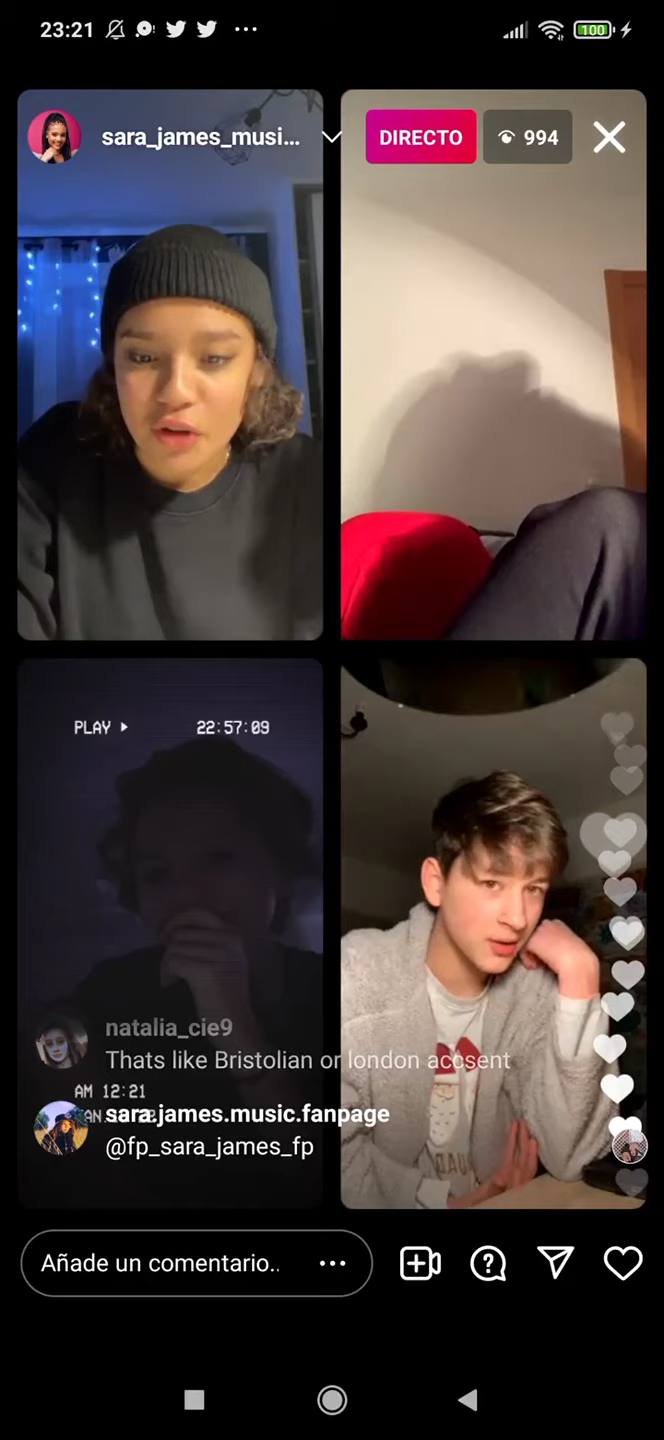 23:21
100
sara_james_musi...
DIRECTO
994
PLAY
22:57:09
natalia_cie9
Thats like Bristolian or london accsent
AM 12:21
sara.james.music.fanpage
@fp_sara_james_fp
Añade un comentario..